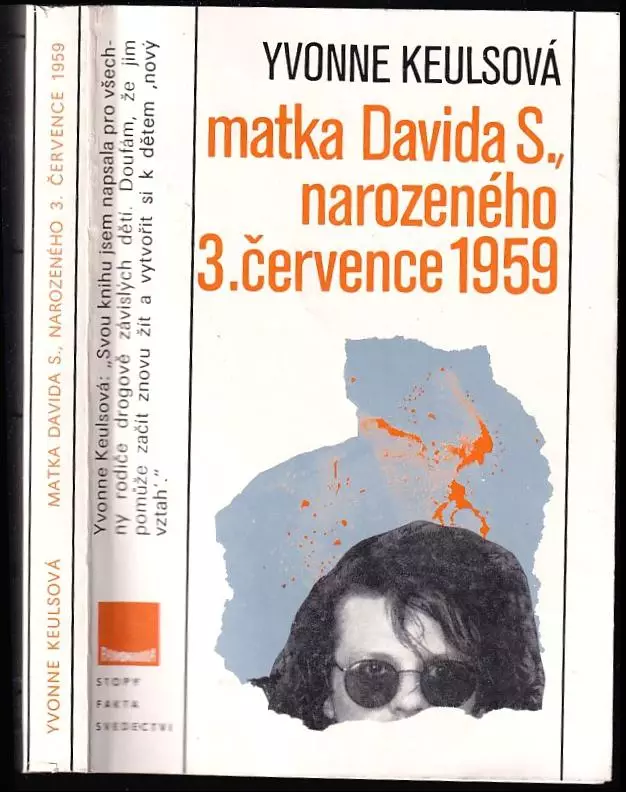 YVONNE KEULSOVÁ
matka Davida S.,
narozeného
3. července 1959
YVONNE KEULSOVÁ MATKA DAVIDA S., NAROZENÉHO 3. ČERVENCE 1959
Yvonne Keulsová: „Svou knihu jsem napsala pro všech-
ny rodiče drogově závislých dětí. Doufám, že jim
pomůže začít znovu žít a vytvořit si k dětem ‚nový
vztah‘.“
STOPY
FAKTA
SVĚDECTVÍ